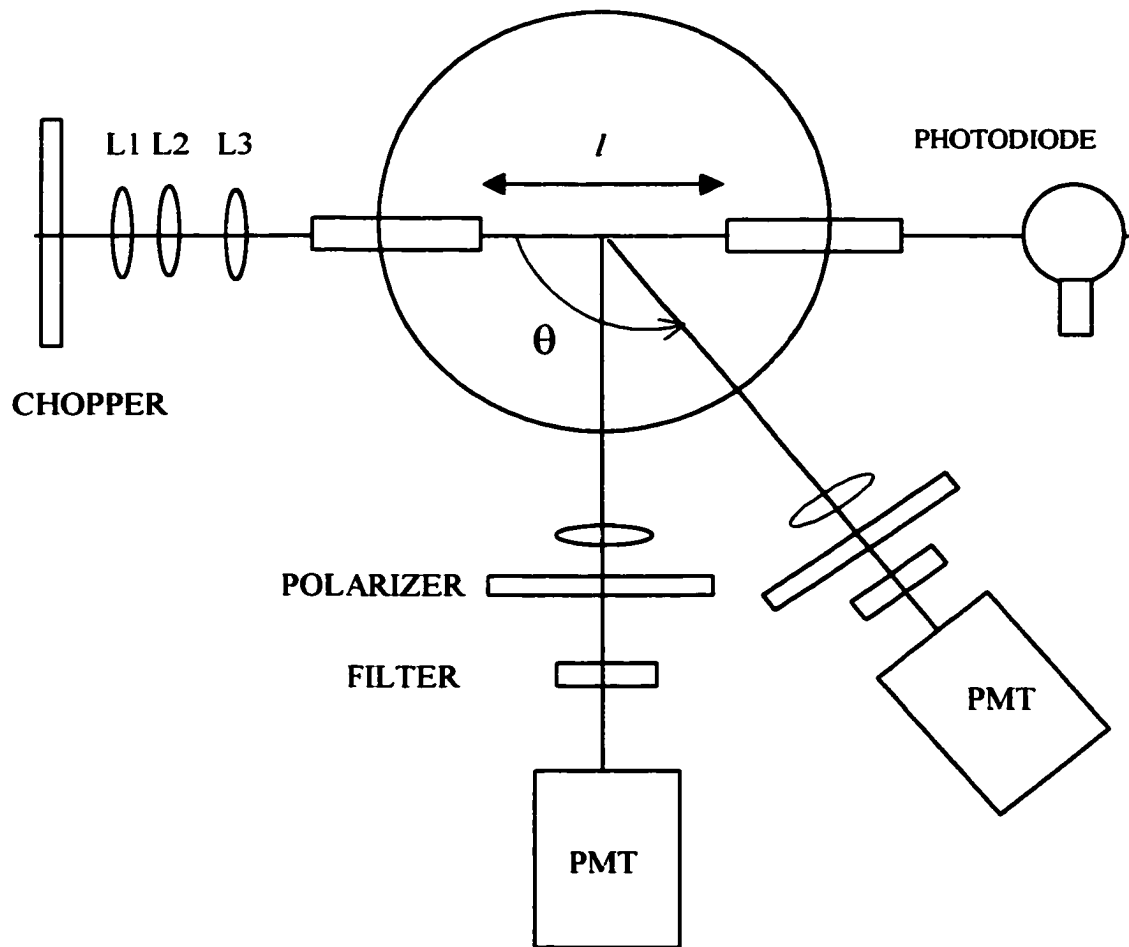 L1 L2 L3
l
PHOTODIODE
θ
CHOPPER
POLARIZER
FILTER
PMT
PMT